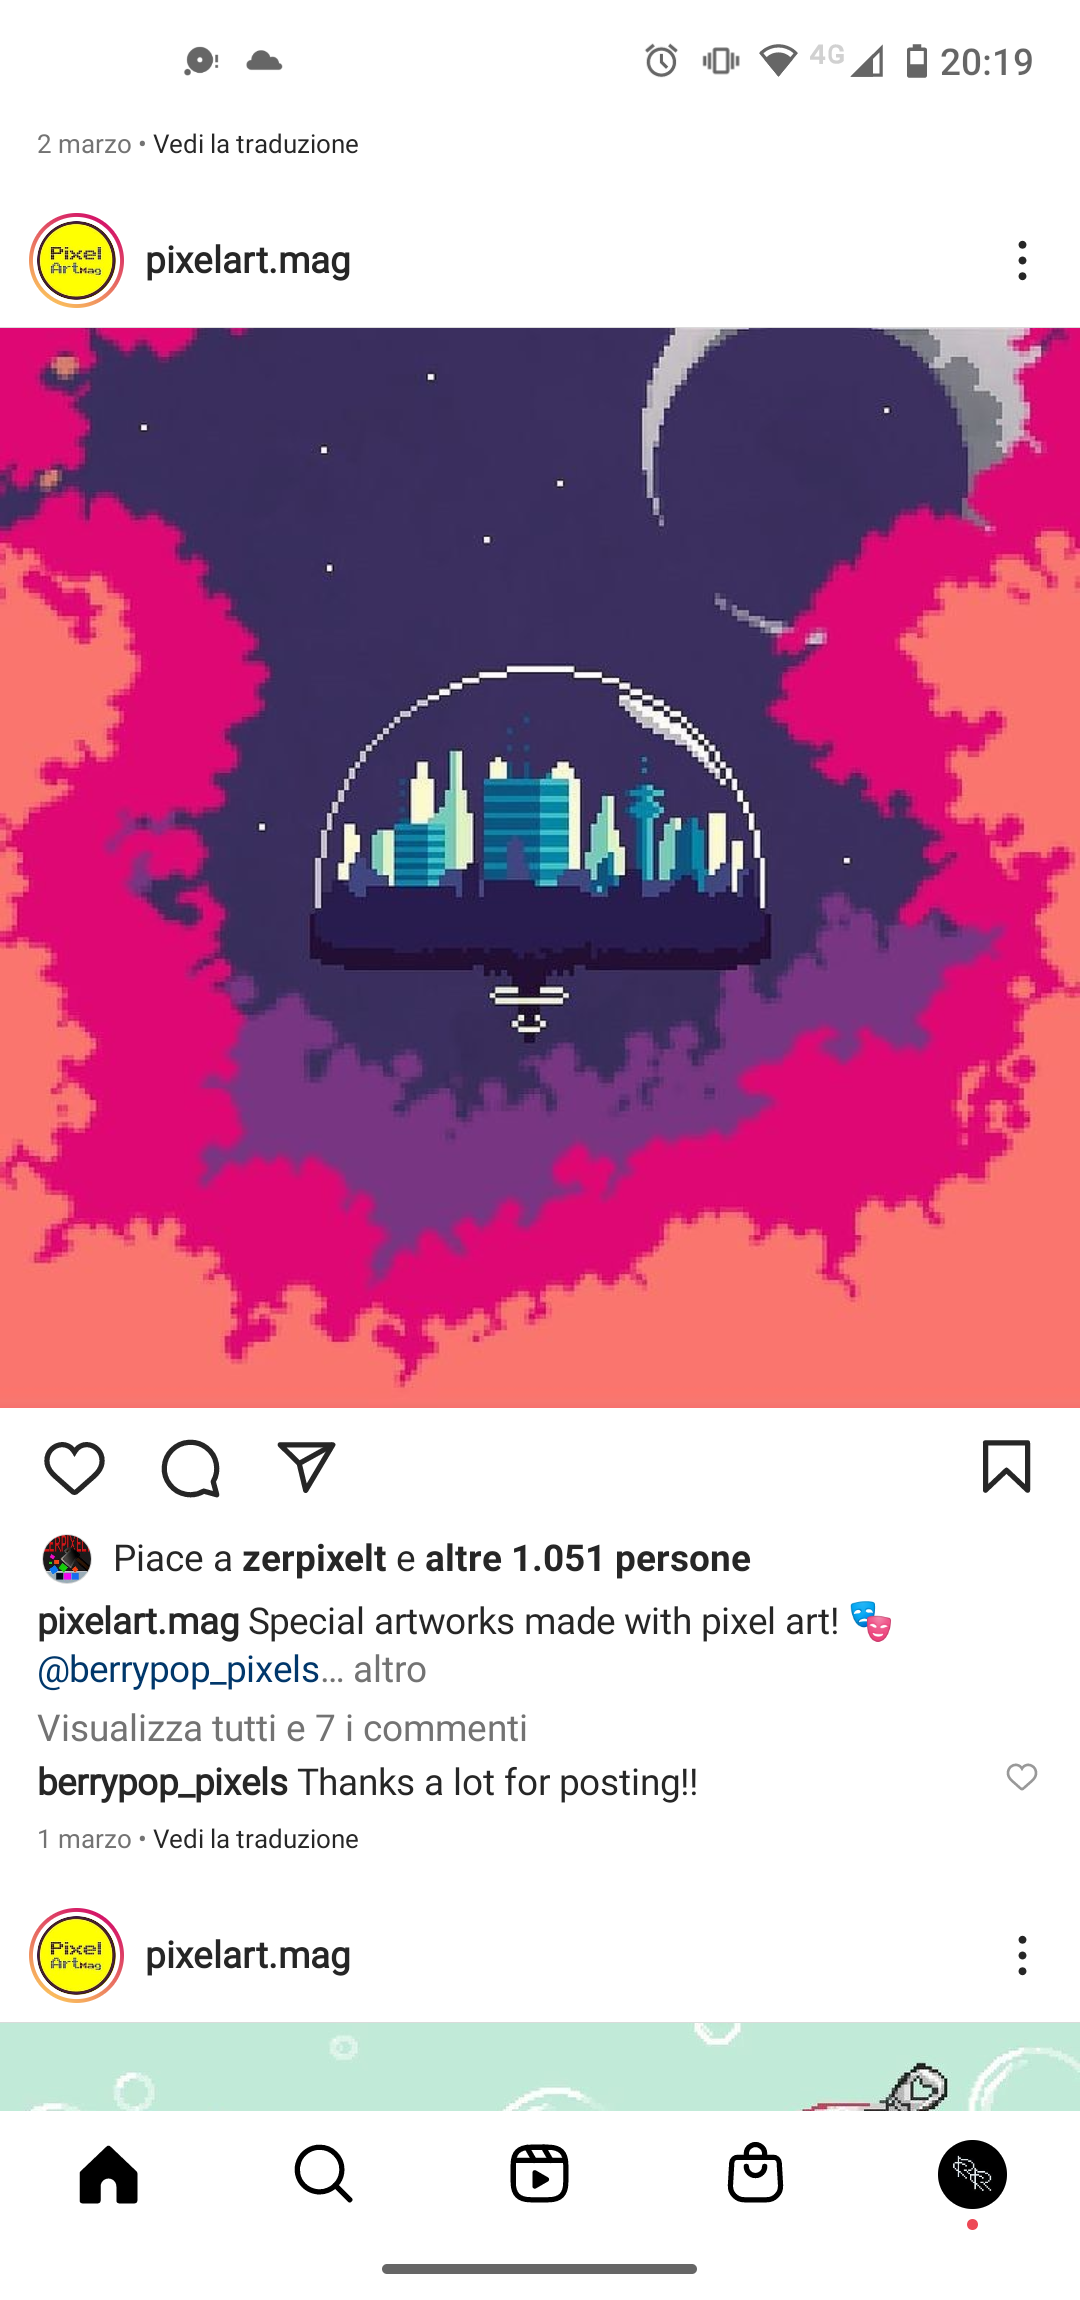 4G 20:19
2 marzo • Vedi la traduzione
Pixel
ArtMag
pixelart.mag
Piace a zerpixelt e altre 1.051 persone
pixelart.mag Special artworks made with pixel art! 🎭
@berrypop_pixels... altro
Visualizza tutti e 7 i commenti
berrypop_pixels Thanks a lot for posting!!
1 marzo • Vedi la traduzione
Pixel
ArtMag
pixelart.mag